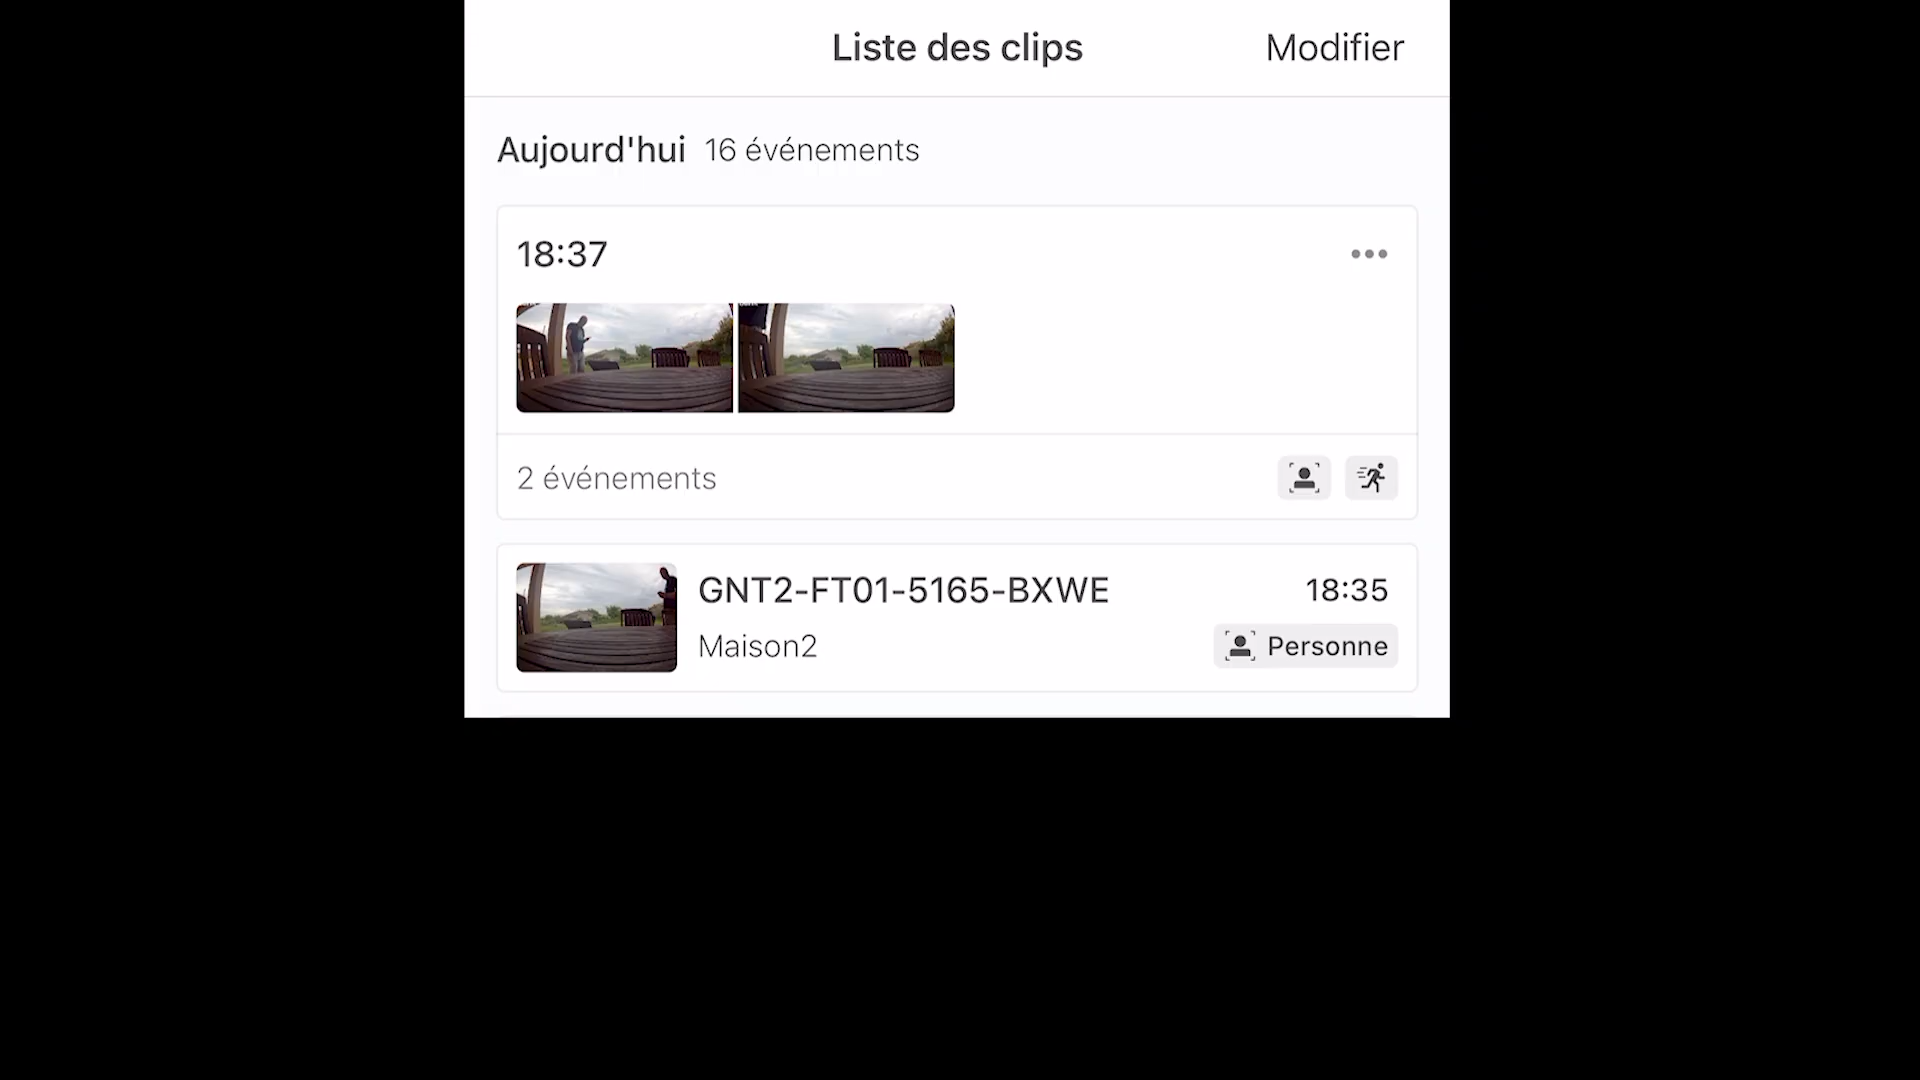 Liste des clips
Modifier
Aujourd'hui 16 événements
18:37
2 événements
GNT2-FT01-5165-BXWE
18:35
Maison2
Personne